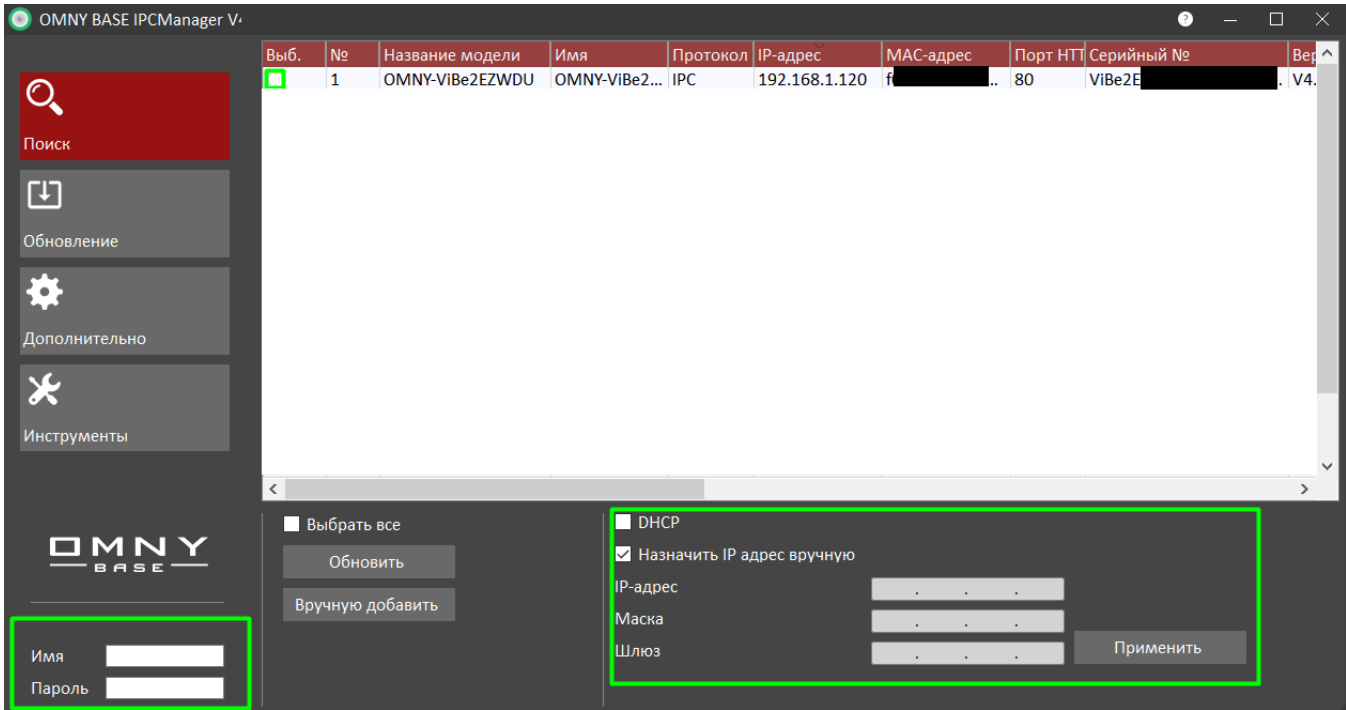 OMNY BASE IPCManager V4
Выб. № Название модели Имя Протокол IP-адрес MAC-адрес Порт HTT Серийный № Вер
1 OMNY-ViBe2EZWDU OMNY-ViBe2... IPC 192.168.1.120 .. 80 ViBe2E . V4.
Поиск
Обновление
Дополнительно
Инструменты
OMNY
BASE
Имя
Пароль
Выбрать все
Обновить
Вручную добавить
DHCP
Назначить IP адрес вручную
IP-адрес . . .
Маска . . .
Шлюз . . .
Применить